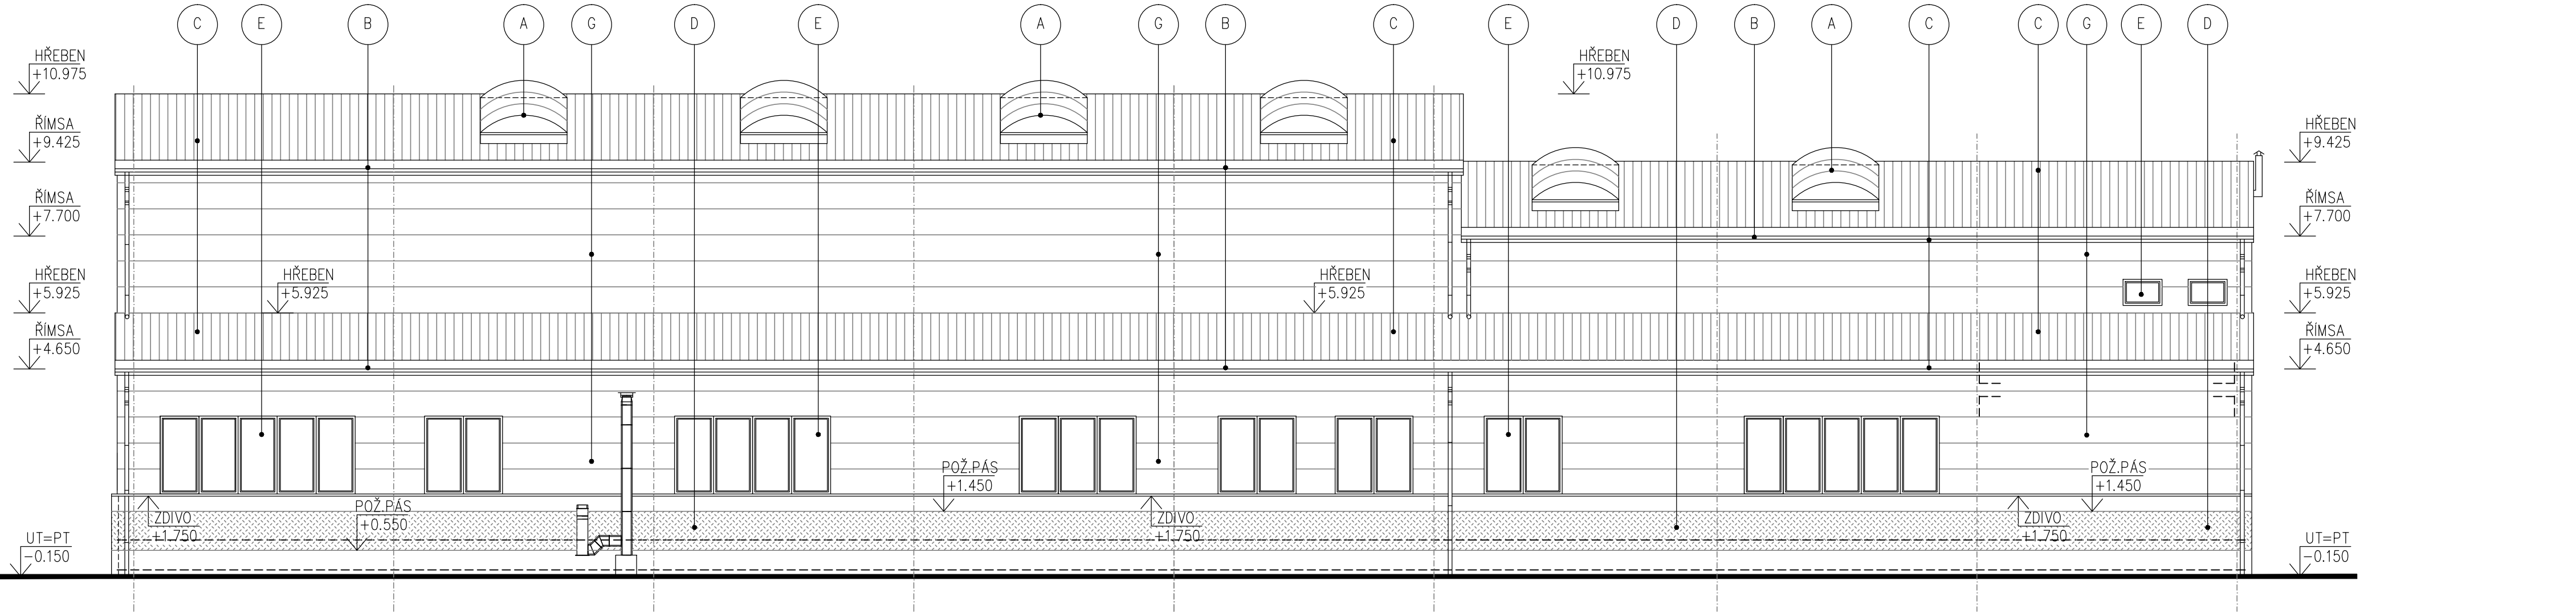 C E B A G D E A G B C E D B A C C G E D
HŘEBEN
+10.975
HŘEBEN
+10.975
ŘÍMSA
+9.425
HŘEBEN
+9.425
ŘÍMSA
+7.700
ŘÍMSA
+7.700
HŘEBEN
+5.925
HŘEBEN
+5.925
HŘEBEN
+5.925
HŘEBEN
+5.925
ŘÍMSA
+4.650
ŘÍMSA
+4.650
POŽ.PÁS
+1.450
POŽ.PÁS
+1.450
ZDIVO
+1.750
POŽ.PÁS
+0.550
ZDIVO
+1.750
ZDIVO
+1.750
UT=PT
-0.150
UT=PT
-0.150